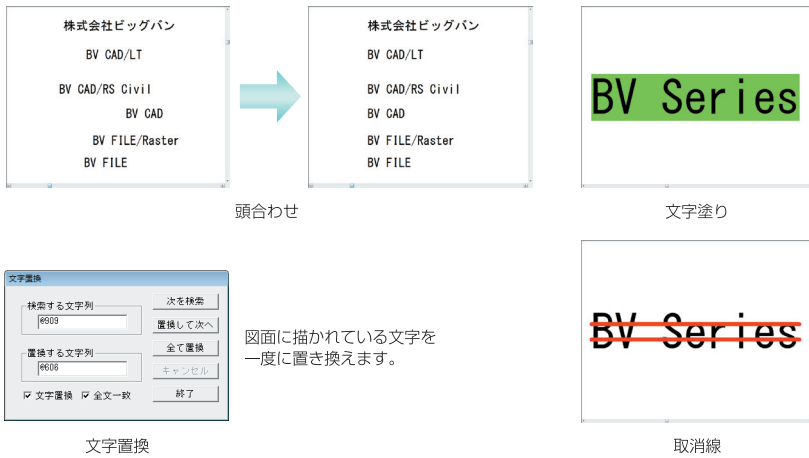 株式会社ビッグバン
BV CAD/LT
BV CAD/RS Civil
BV CAD
BV FILE/Raster
BV FILE
株式会社ビッグバン
BV CAD/LT
BV CAD/RS Civil
BV CAD
BV FILE/Raster
BV FILE
頭合わせ
BV Series
文字塗り
文字置換
検索する文字列
@909
置換する文字列
@606
文字置換 全文一致
次を検索
置換して次へ
全て置換
キャンセル
終了
文字置換
図面に描かれている文字を
一度に置き換えます。
BV Series
取消線